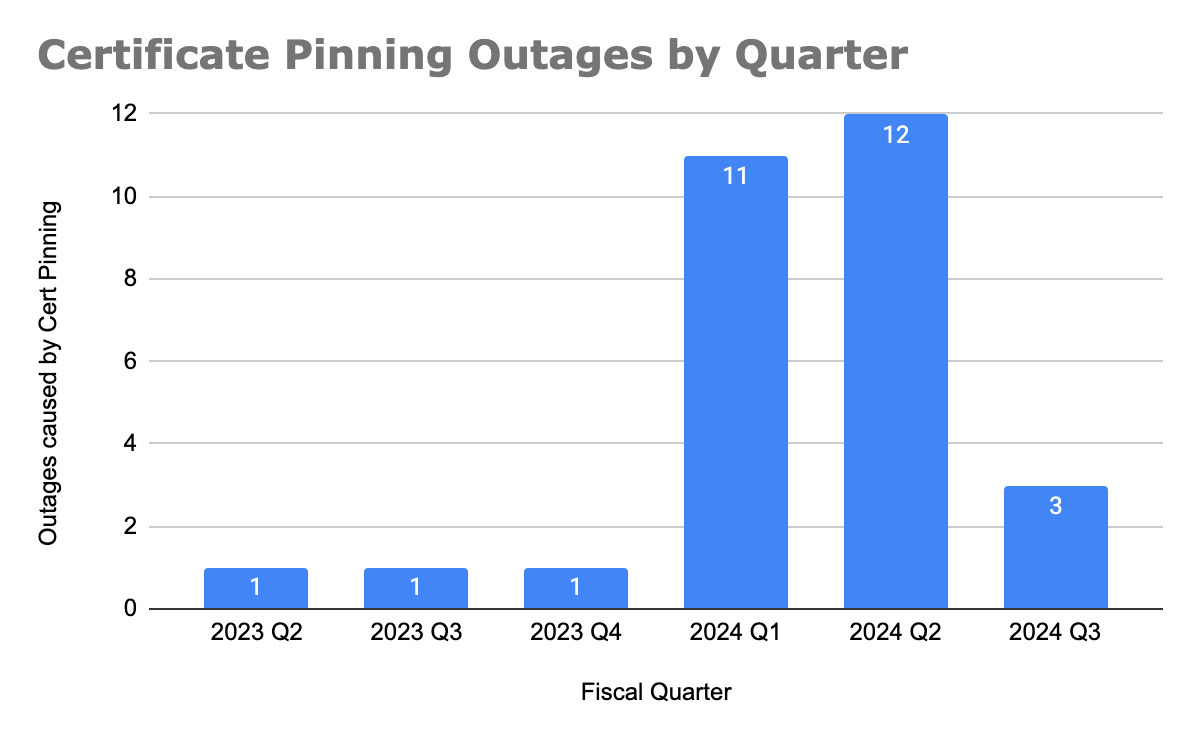 Certificate Pinning Outages by Quarter
Outages caused by Cert Pinning
12
10
8
6
4
2
0
1
1
1
11
12
3
2023 Q2
2023 Q3
2023 Q4
2024 Q1
2024 Q2
2024 Q3
Fiscal Quarter